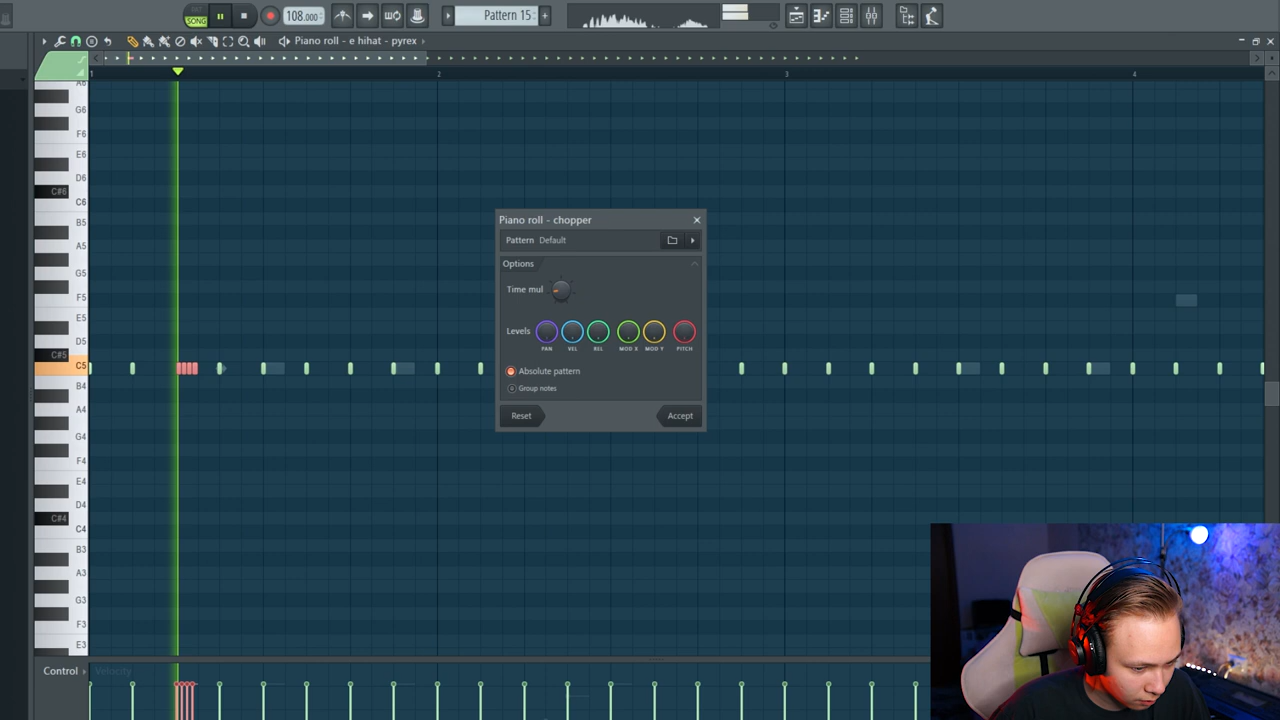 PAT
SONG
108.000
Pattern 15
Piano roll - e hihat - pyrex
1
2
3
4
A6
G6
F6
E6
D6
C#6
C6
B5
A5
G5
F5
E5
D5
C#5
C5
B4
A4
G4
F4
E4
D4
C#4
C4
B3
A3
G3
F3
E3
Piano roll - chopper
Pattern Default
Options
Time mul
Levels
PAN VEL REL MOD X MOD Y PITCH
Absolute pattern
Group notes
Reset Accept
Control Velocity